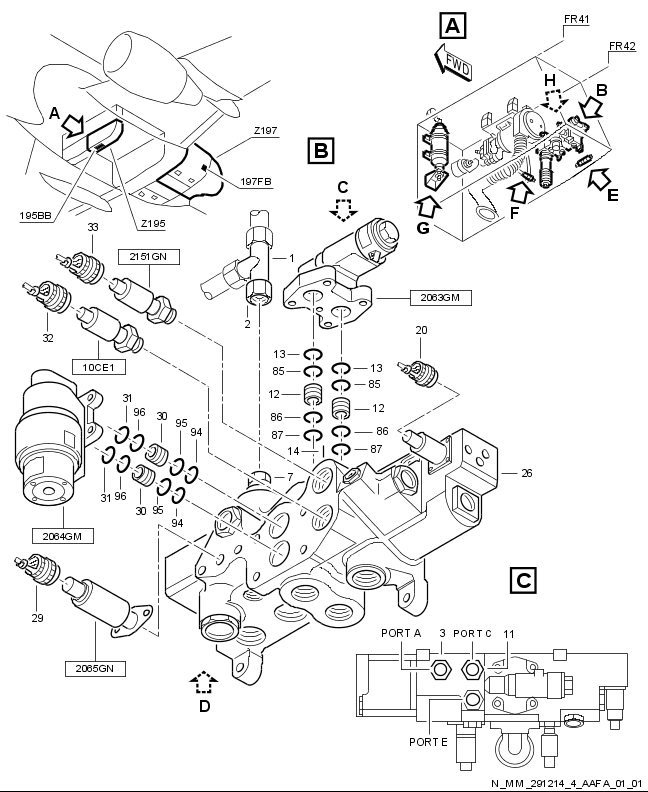 A
FR41
FR42
FWD
H
B
A
Z197
B
C
G
F
E
195BB
Z195
197FB
33
2151GN
1
2
2063GM
32
10CE1
20
13
13
85
85
12
12
86
86
87
87
14
31
96
30
95
94
7
26
31
96
30
95
94
2064GM
29
2065GN
D
C
PORT A
3
PORT C
11
PORT E
N_MM_291214_4_AAFA_01_01